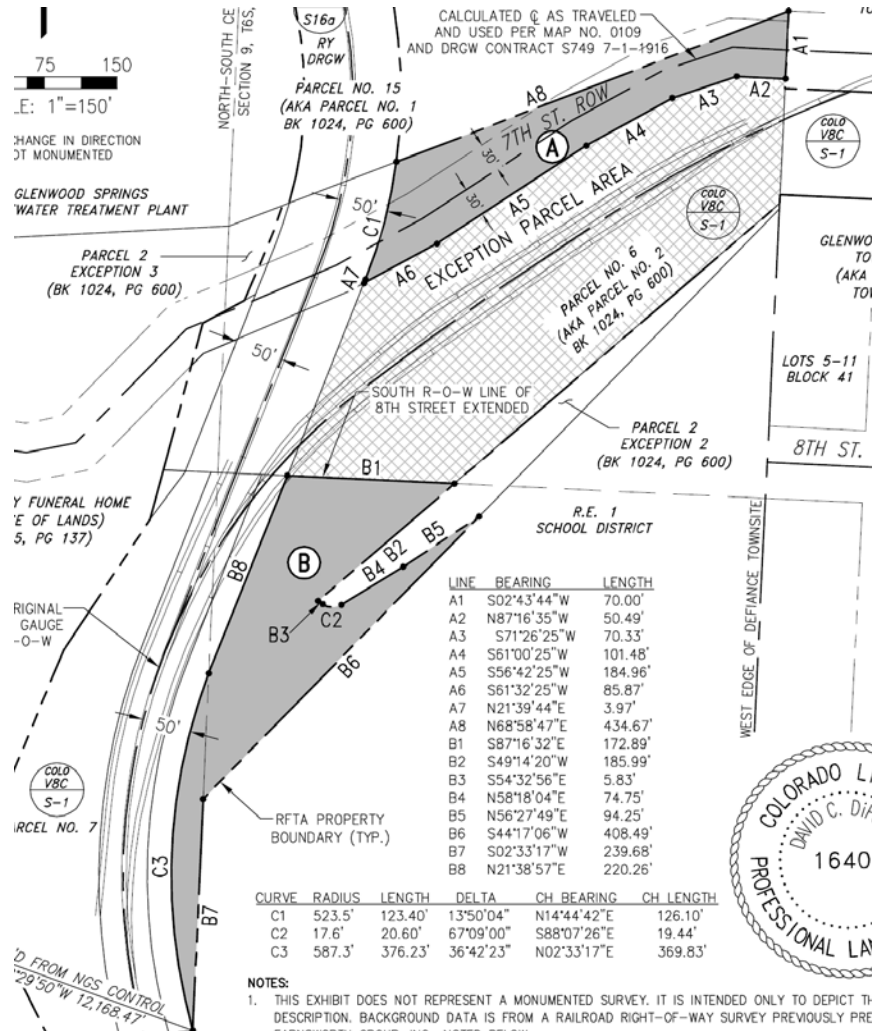 CALCULATED ℄ AS TRAVELED
AND USED PER MAP NO. 0109
AND DRGW CONTRACT S749 7-1-1916
NORTH-SOUTH CE
SECTION 9, T6S,
S16a
RY
DRGW
A1
75 150
E: 1"=150'
PARCEL NO. 15
(AKA PARCEL NO. 1
BK 1024, PG 600)
A8
7TH ST. ROW
A
A2
A3
A4
A5
A6
A7
C1
30'
30'
50'
CHANGE IN DIRECTION
OT MONUMENTED
GLENWOOD SPRINGS
WATER TREATMENT PLANT
COLO
V8C
S-1
COLO
V8C
S-1
EXCEPTION PARCEL AREA
PARCEL 2
EXCEPTION 3
(BK 1024, PG 600)
PARCEL NO. 6
(AKA PARCEL NO. 2
BK 1024, PG 600)
GLENWO
TO
(AKA
TOW
50'
LOTS 5-11
BLOCK 41
SOUTH R-O-W LINE OF
8TH STREET EXTENDED
PARCEL 2
EXCEPTION 2
(BK 1024, PG 600)
8TH ST.
B1
Y FUNERAL HOME
E OF LANDS)
5, PG 137)
R.E. 1
SCHOOL DISTRICT
WEST EDGE OF DEFIANCE TOWNSITE
B
B8
B4 B2 B5
B3
C2
B6
RIGINAL
GAUGE
-O-W
50'
COLO
V8C
S-1
ARCEL NO. 7
RFTA PROPERTY
BOUNDARY (TYP.)
C3
B7
LINE BEARING LENGTH
A1 S02°43'44"W 70.00'
A2 N87°16'35"W 50.49'
A3 S71°26'25"W 70.33'
A4 S61°00'25"W 101.48'
A5 S56°42'25"W 184.96'
A6 S61°32'25"W 85.87'
A7 N21°39'44"E 3.97'
A8 N68°58'47"E 434.67'
B1 S87°16'32"E 172.89'
B2 S49°14'20"W 185.99'
B3 S54°32'56"E 5.83'
B4 N58°18'04"E 74.75'
B5 N56°27'49"E 94.25'
B6 S44°17'06"W 408.49'
B7 S02°33'17"W 239.68'
B8 N21°38'57"E 220.26'
COLORADO LI
DAVID C. DiF
1640
PROFESSIONAL LA
CURVE RADIUS LENGTH DELTA CH BEARING CH LENGTH
C1 523.5' 123.40' 13°50'04" N14°44'42"E 126.10'
C2 17.6' 20.60' 67°09'00" S88°07'26"E 19.44'
C3 587.3' 376.23' 36°42'23" N02°33'17"E 369.83'
D FROM NGS CONTROL
°29'50"W 12,168.47'
NOTES:
1. THIS EXHIBIT DOES NOT REPRESENT A MONUMENTED SURVEY. IT IS INTENDED ONLY TO DEPICT TH
DESCRIPTION. BACKGROUND DATA IS FROM A RAILROAD RIGHT-OF-WAY SURVEY PREVIOUSLY PRE